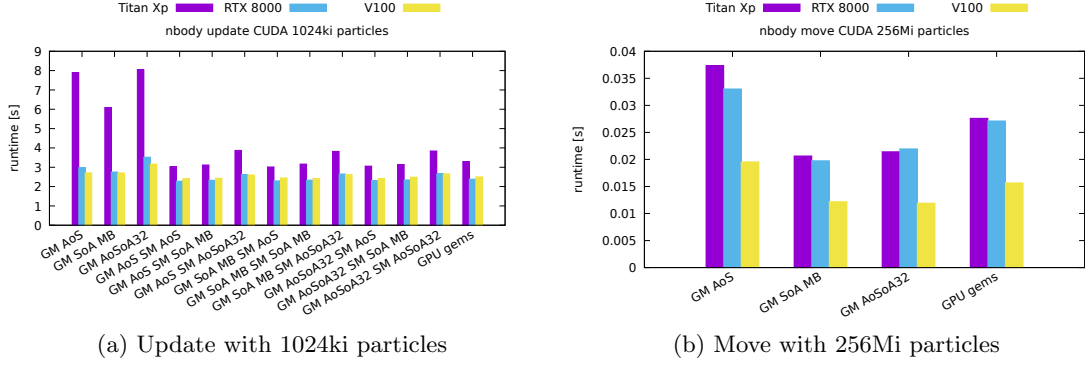 Titan Xp RTX 8000 V100
nbody update CUDA 1024ki particles
runtime [s]
9
8
7
6
5
4
3
2
1
0
GM AoS
GM SoA MB
GM AoSoA32
GM AoS SM AoS
GM AoS SM SoA MB
GM AoS SM AoSoA32
GM SoA MB SM AoS
GM SoA MB SM SoA MB
GM SoA MB SM AoSoA32
GM AoSoA32 SM AoS
GM AoSoA32 SM SoA MB
GM AoSoA32 SM AoSoA32
GPU gems
(a) Update with 1024ki particles
Titan Xp RTX 8000 V100
nbody move CUDA 256Mi particles
runtime [s]
0.04
0.035
0.03
0.025
0.02
0.015
0.01
0.005
0
GM AoS
GM SoA MB
GM AoSoA32
GPU gems
(b) Move with 256Mi particles